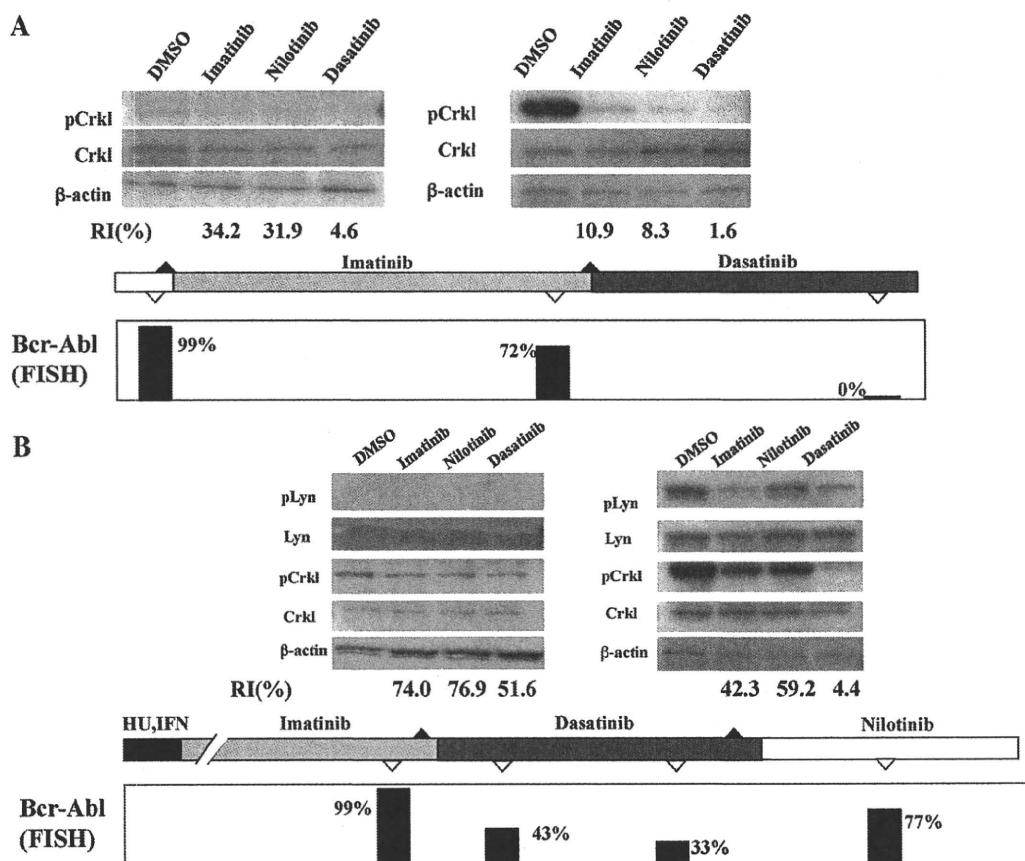 A
DMSO Imatinib Nilotinib Dasatinib
pCrkl
Crkl
β-actin
RI(%) 34.2 31.9 4.6
DMSO Imatinib Nilotinib Dasatinib
pCrkl
Crkl
β-actin
10.9 8.3 1.6
Imatinib Dasatinib
Bcr-Abl
(FISH)
99% 72% 0%
B
DMSO Imatinib Nilotinib Dasatinib
pLyn
Lyn
pCrkl
Crkl
β-actin
RI(%) 74.0 76.9 51.6
DMSO Imatinib Nilotinib Dasatinib
pLyn
Lyn
pCrkl
Crkl
β-actin
42.3 59.2 4.4
HU,IFN Imatinib Dasatinib Nilotinib
Bcr-Abl
(FISH)
99% 43% 33% 77%